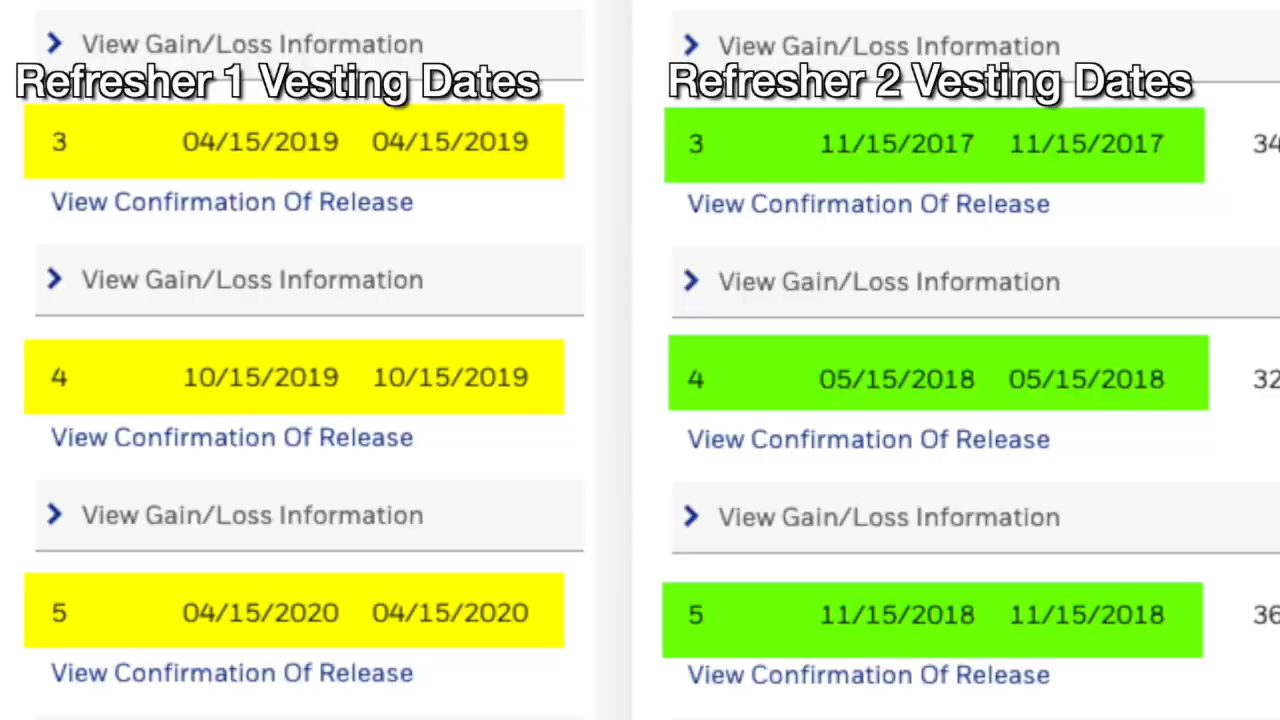 View Gain/Loss Information
Refresher 1 Vesting Dates
3 04/15/2019 04/15/2019
View Confirmation Of Release
View Gain/Loss Information
4 10/15/2019 10/15/2019
View Confirmation Of Release
View Gain/Loss Information
5 04/15/2020 04/15/2020
View Confirmation Of Release
View Gain/Loss Information
Refresher 2 Vesting Dates
3 11/15/2017 11/15/2017 34
View Confirmation Of Release
View Gain/Loss Information
4 05/15/2018 05/15/2018 32
View Confirmation Of Release
View Gain/Loss Information
5 11/15/2018 11/15/2018 36
View Confirmation Of Release